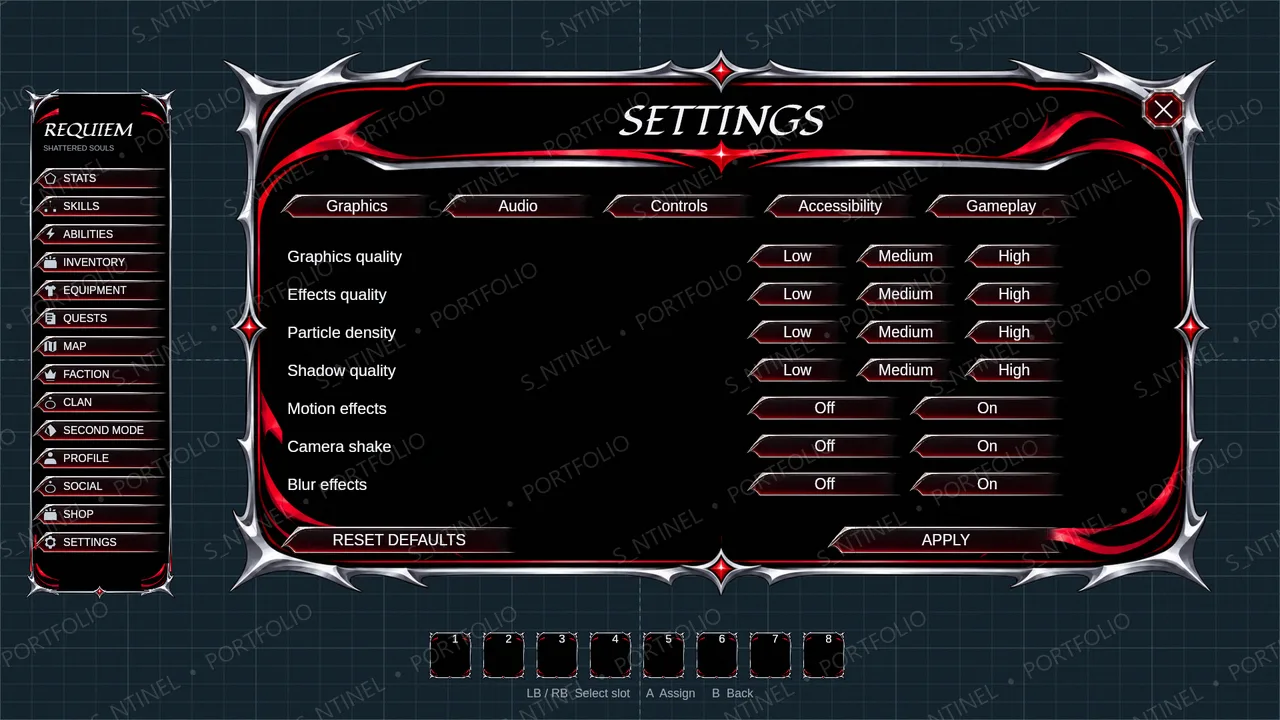 REQUIEM
SHATTERED SOULS
STATS
SKILLS
ABILITIES
INVENTORY
EQUIPMENT
QUESTS
MAP
FACTION
CLAN
SECOND MODE
PROFILE
SOCIAL
SHOP
SETTINGS
SETTINGS
Graphics Audio Controls Accessibility Gameplay
Graphics quality Low Medium High
Effects quality Low Medium High
Particle density Low Medium High
Shadow quality Low Medium High
Motion effects Off On
Camera shake Off On
Blur effects Off On
RESET DEFAULTS APPLY
1 2 3 4 5 6 7 8
LB / RB Select slot A Assign B Back
S_NTINEL • PORTFOLIO